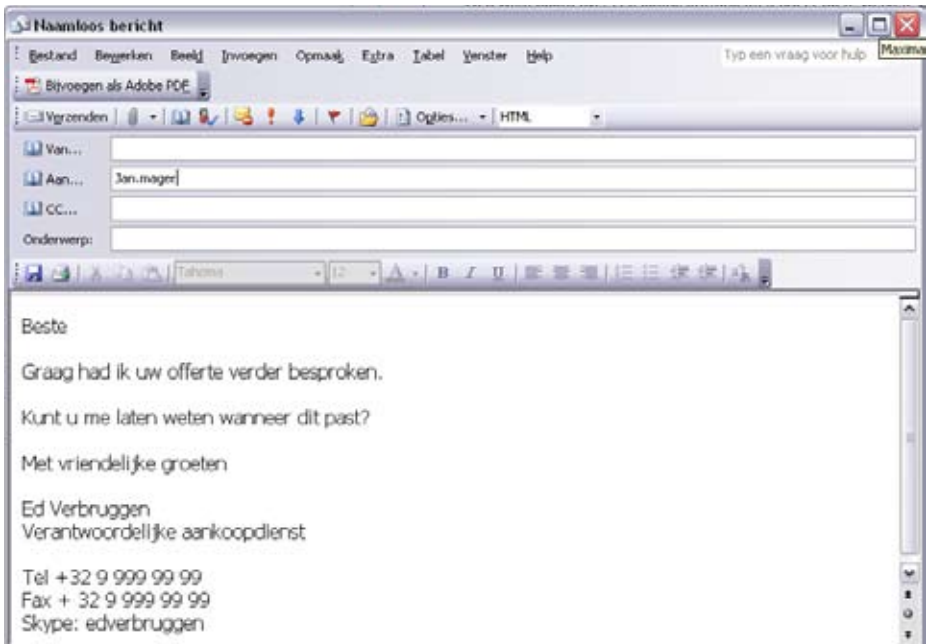 Naamloos bericht
Bestand Bewerken Beeld Invoegen Opmaak Extra Tabel Venster Help Typ een vraag voor hulp Maxima
Bijvoegen als Adobe PDF
Verzenden Opties... HTML
Van...
Aan... Jan.mager
CC...
Onderwerp:
Tahoma 12 A B I U
Beste
Graag had ik uw offerte verder besproken.
Kunt u me laten weten wanneer dit past?
Met vriendelijke groeten
Ed Verbruggen
Verantwoordelijke aankoopdienst
Tel +32 9 999 99 99
Fax + 32 9 999 99 99
Skype: edverbruggen